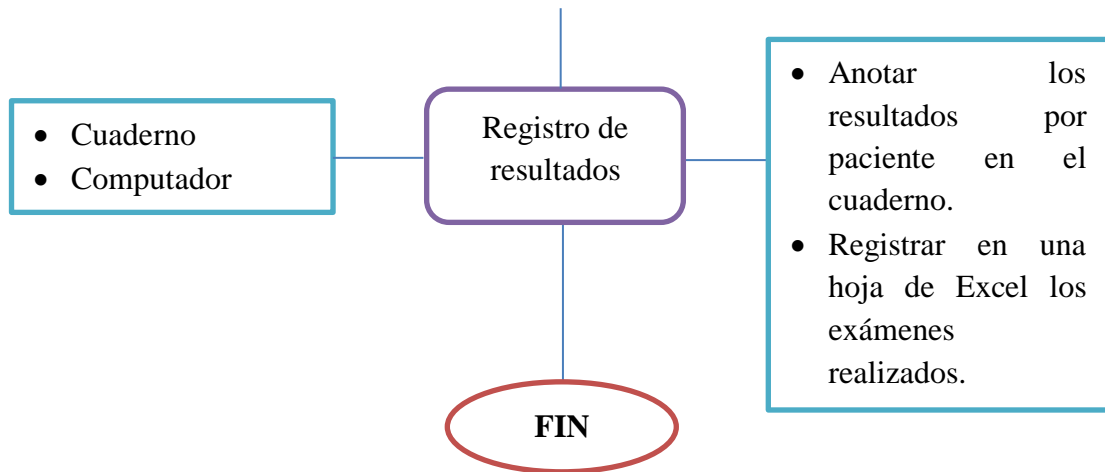 • Cuaderno
• Computador
Registro de
resultados
• Anotar los
resultados por
paciente en el
cuaderno.
• Registrar en una
hoja de Excel los
exámenes
realizados.
FIN